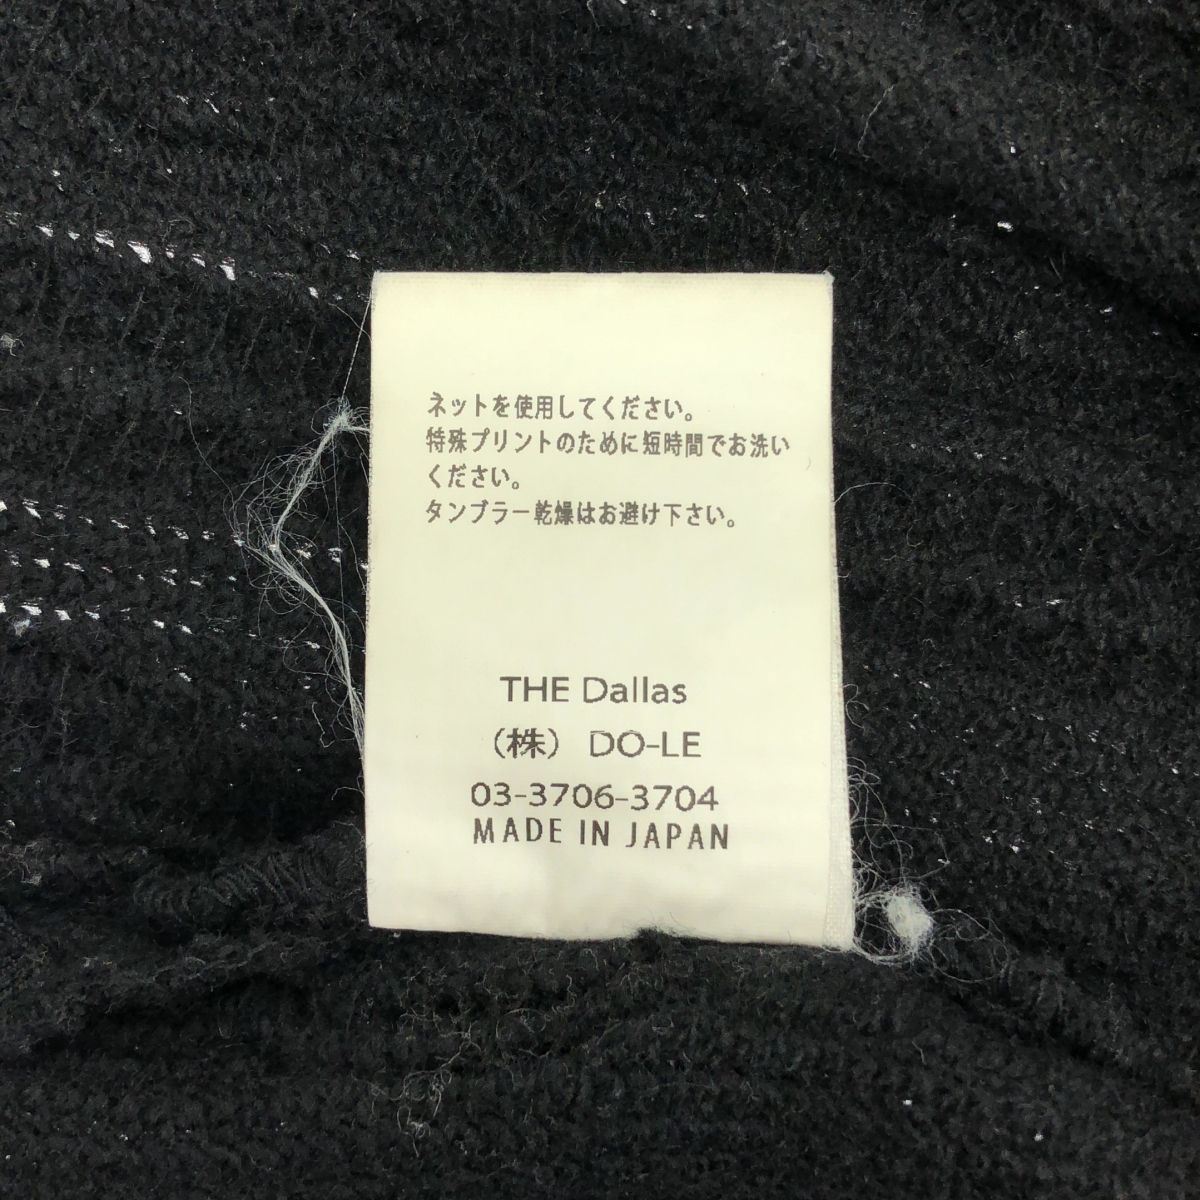 ネットを使用してください。
特殊プリントのために短時間でお洗い
ください。
タンブラー乾燥はお避け下さい。
THE Dallas
（株） DO-LE
03-3706-3704
MADE IN JAPAN